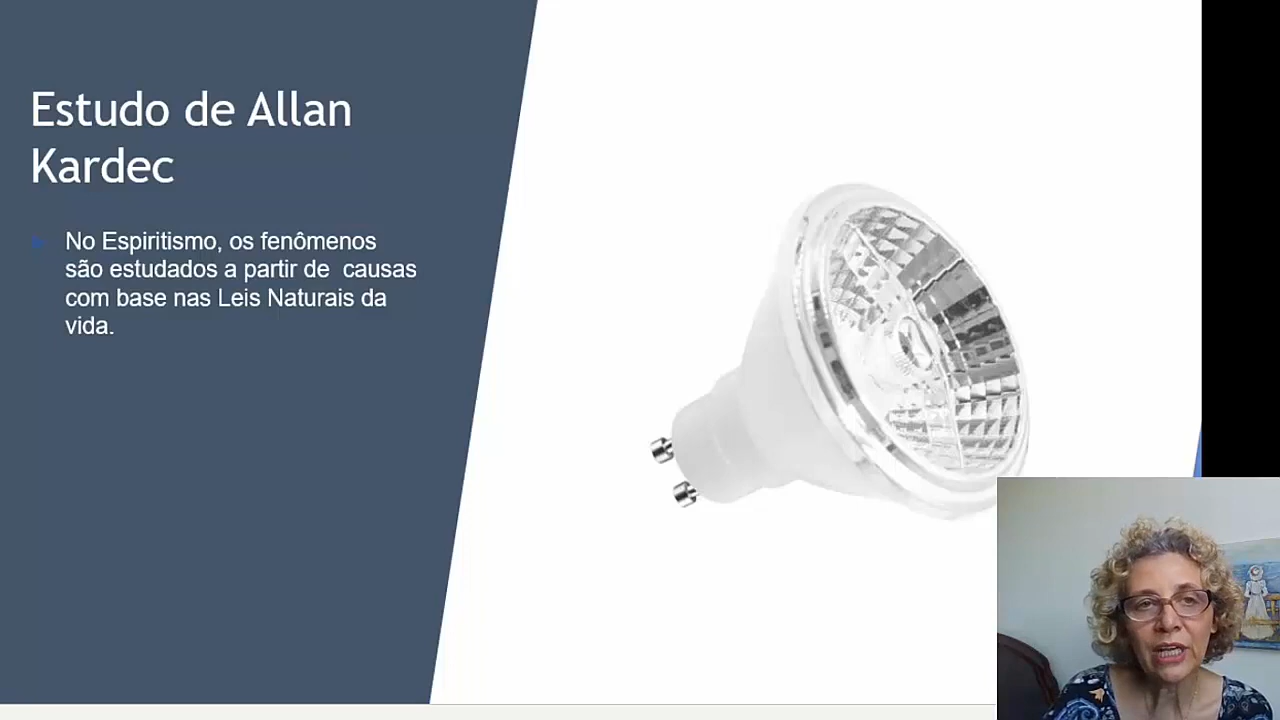 Estudo de Allan
Kardec
No Espiritismo, os fenômenos
são estudados a partir de causas
com base nas Leis Naturais da
vida.